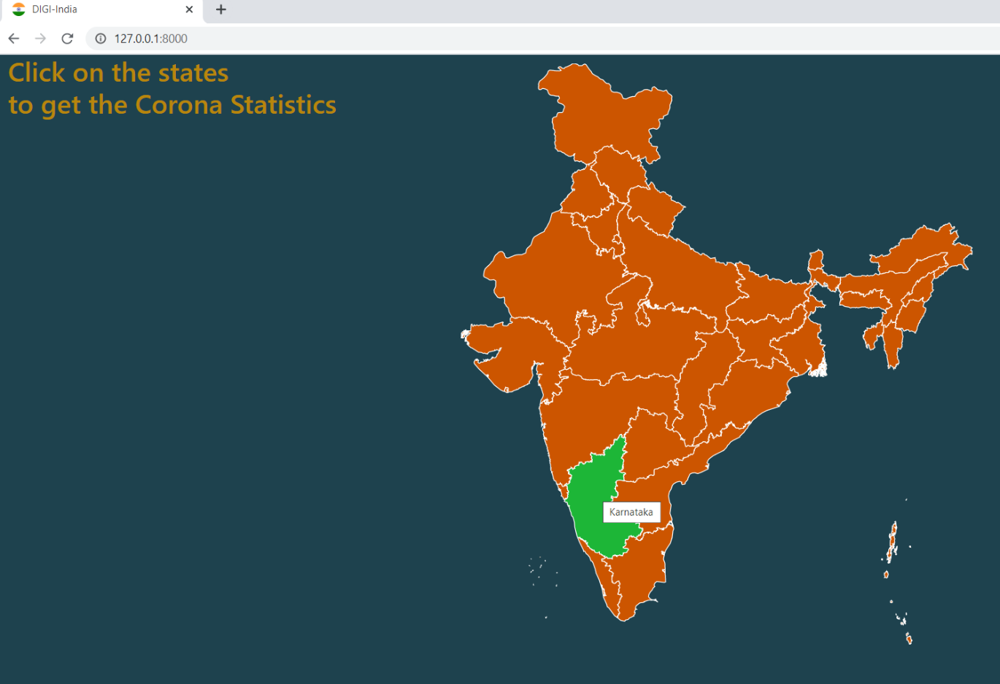 DIGI-India
127.0.0.1:8000
Click on the states
to get the Corona Statistics
Karnataka